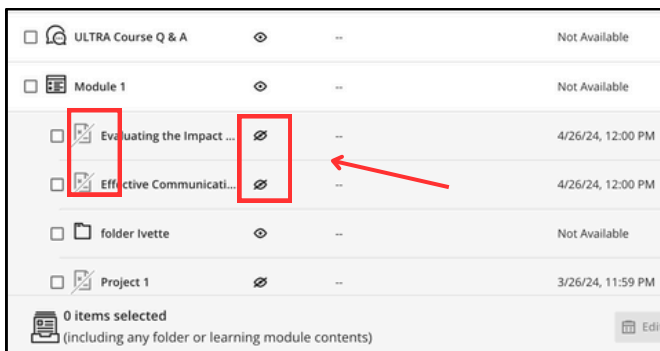 ULTRA Course Q & A -- Not Available
Module 1 -- Not Available
Evaluating the Impact ... -- 4/26/24, 12:00 PM
Effective Communicati... -- 4/26/24, 12:00 PM
folder Ivette -- Not Available
Project 1 -- 3/26/24, 11:59 PM
0 items selected
(including any folder or learning module contents)
Edi